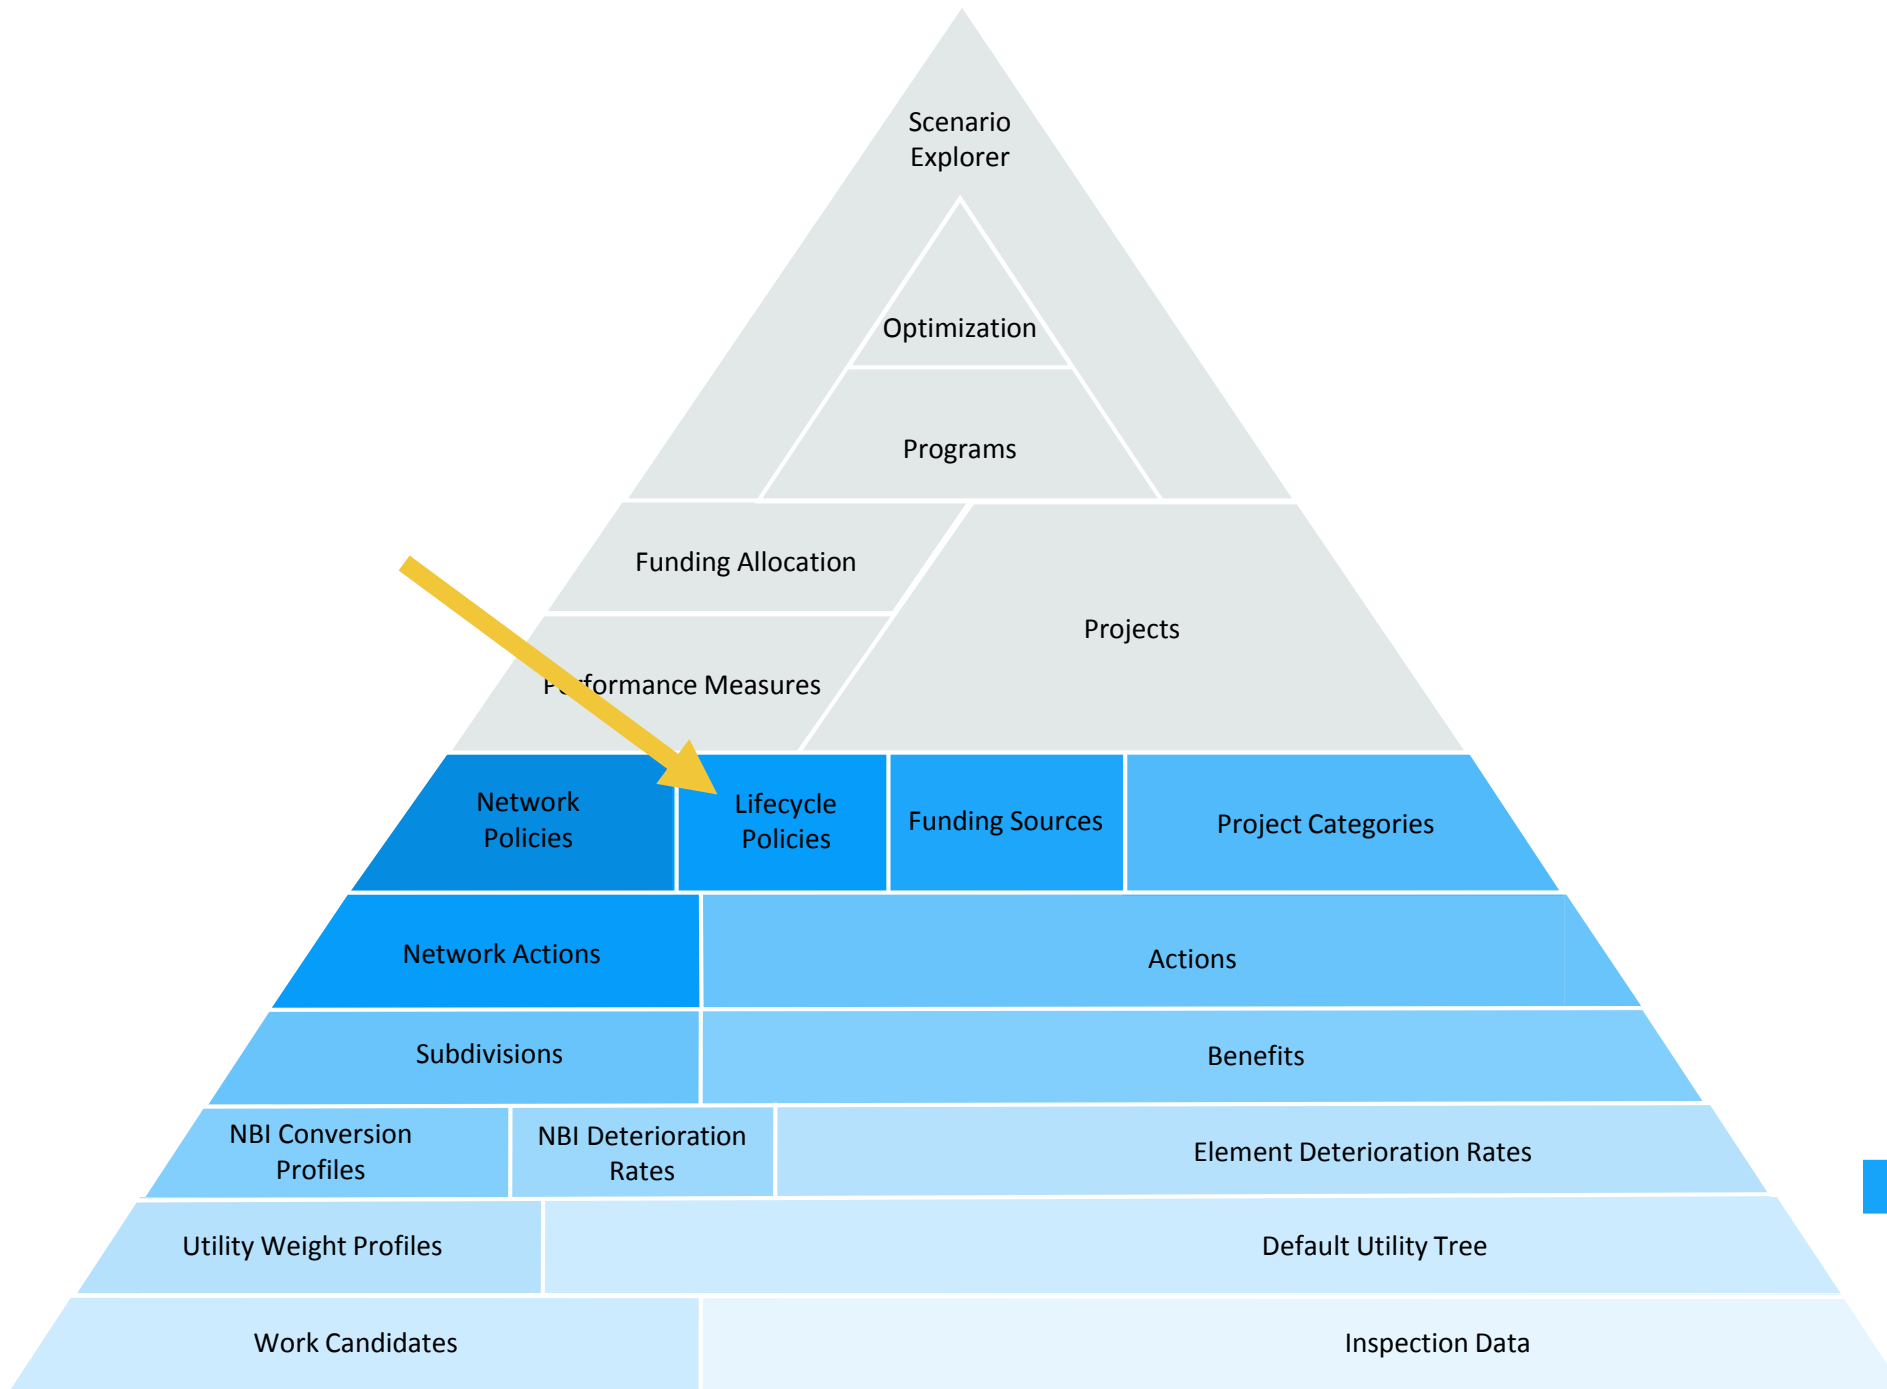 Scenario
Explorer
Optimization
Programs
Funding Allocation
Projects
Performance Measures
Network
Policies
Lifecycle
Policies
Funding Sources
Project Categories
Network Actions
Actions
Subdivisions
Benefits
NBI Conversion
Profiles
NBI Deterioration
Rates
Element Deterioration Rates
Utility Weight Profiles
Default Utility Tree
Work Candidates
Inspection Data